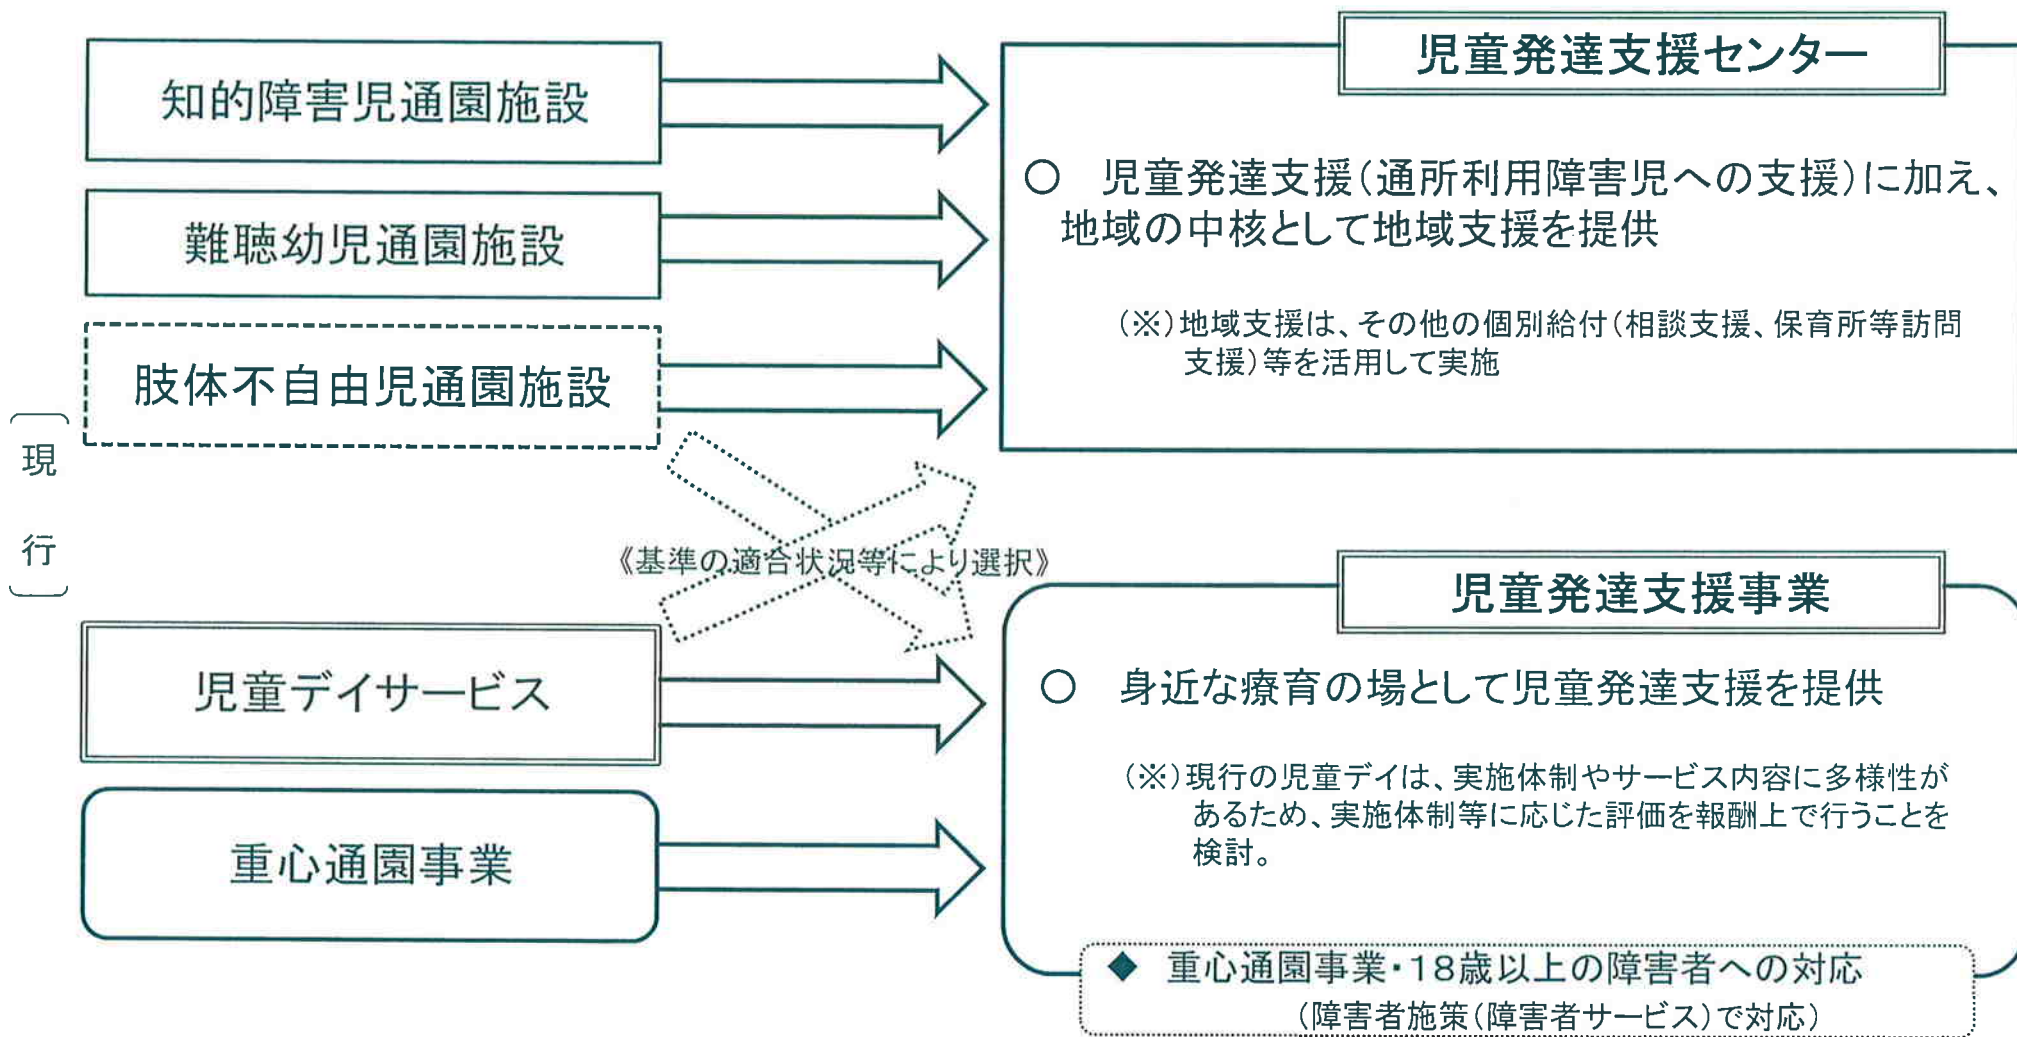 現行
知的障害児通園施設
難聴幼児通園施設
肢体不自由児通園施設
児童デイサービス
重心通園事業
《基準の適合状況等により選択》
児童発達支援センター
○ 児童発達支援(通所利用障害児への支援)に加え、
地域の中核として地域支援を提供
(※)地域支援は、その他の個別給付(相談支援、保育所等訪問
支援)等を活用して実施
児童発達支援事業
○ 身近な療育の場として児童発達支援を提供
(※)現行の児童デイは、実施体制やサービス内容に多様性が
あるため、実施体制等に応じた評価を報酬上で行うことを
検討。
◆ 重心通園事業・18歳以上の障害者への対応
(障害者施策(障害者サービス)で対応)